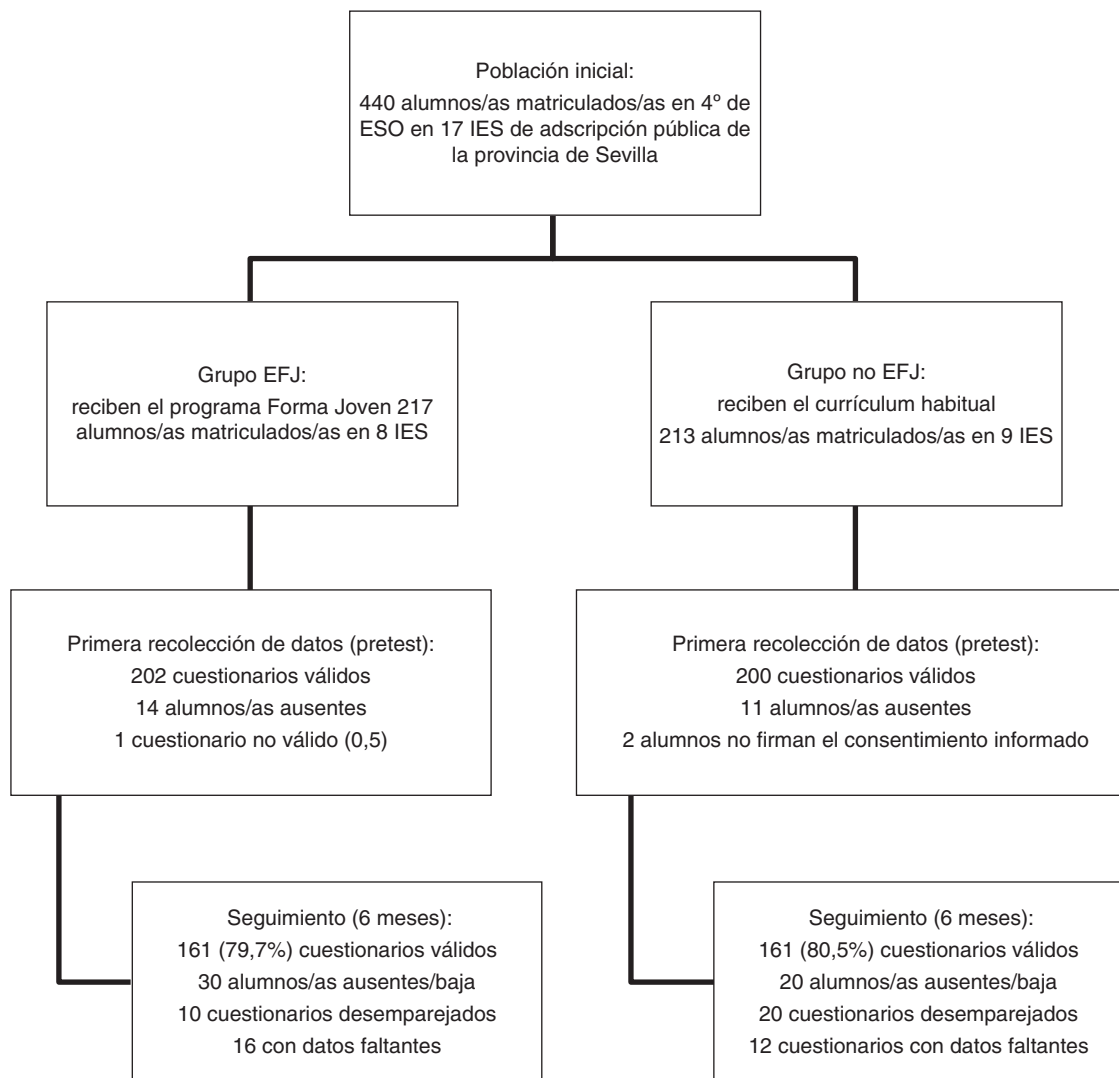 Población inicial:
440 alumnos/as matriculados/as en 4º de
ESO en 17 IES de adscripción pública de
la provincia de Sevilla
Grupo EFJ:
reciben el programa Forma Joven 217
alumnos/as matriculados/as en 8 IES
Grupo no EFJ:
reciben el currículum habitual
213 alumnos/as matriculados/as en 9 IES
Primera recolección de datos (pretest):
202 cuestionarios válidos
14 alumnos/as ausentes
1 cuestionario no válido (0,5)
Primera recolección de datos (pretest):
200 cuestionarios válidos
11 alumnos/as ausentes
2 alumnos no firman el consentimiento informado
Seguimiento (6 meses):
161 (79,7%) cuestionarios válidos
30 alumnos/as ausentes/baja
10 cuestionarios desemparejados
16 con datos faltantes
Seguimiento (6 meses):
161 (80,5%) cuestionarios válidos
20 alumnos/as ausentes/baja
20 cuestionarios desemparejados
12 cuestionarios con datos faltantes